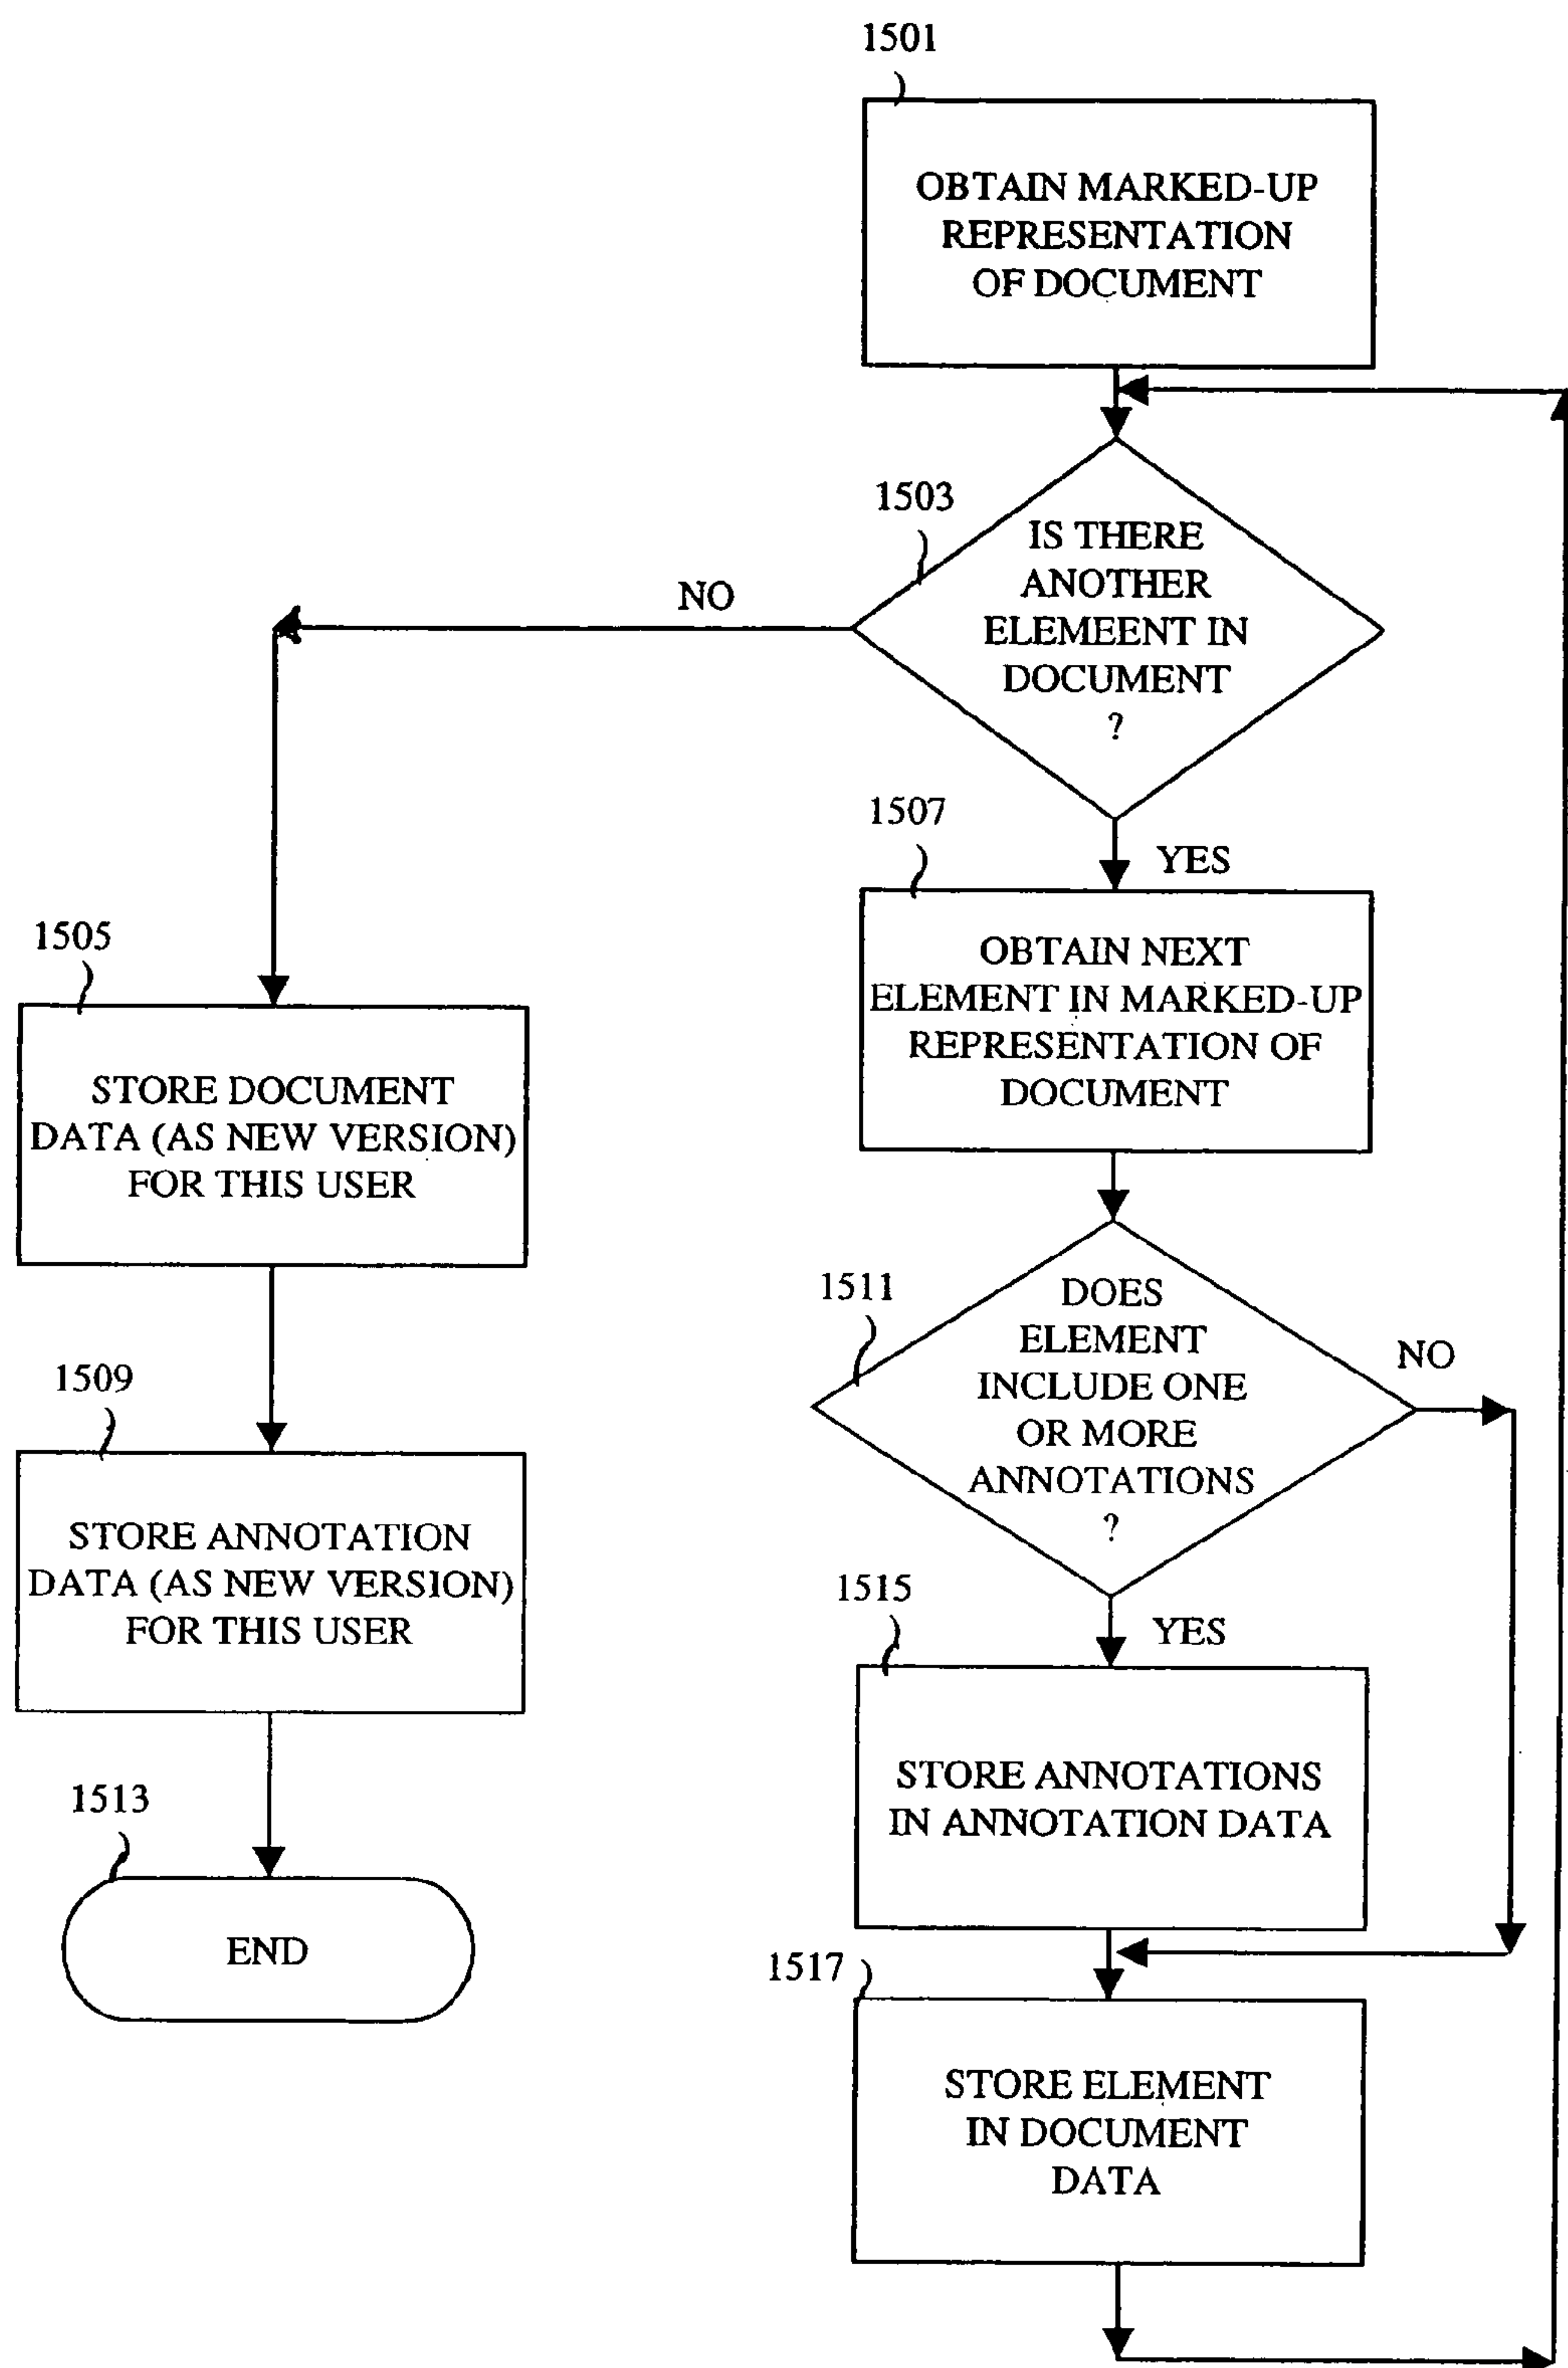 1501
OBTAIN MARKED-UP
REPRESENTATION
OF DOCUMENT
1503
IS THERE
ANOTHER
ELEMEENT IN
DOCUMENT
?
NO
YES
1507
OBTAIN NEXT
ELEMENT IN MARKED-UP
REPRESENTATION OF
DOCUMENT
1505
STORE DOCUMENT
DATA (AS NEW VERSION)
FOR THIS USER
1511
DOES
ELEMENT
INCLUDE ONE
OR MORE
ANNOTATIONS
?
NO
YES
1509
STORE ANNOTATION
DATA (AS NEW VERSION)
FOR THIS USER
1515
STORE ANNOTATIONS
IN ANNOTATION DATA
1513
END
1517
STORE ELEMENT
IN DOCUMENT
DATA